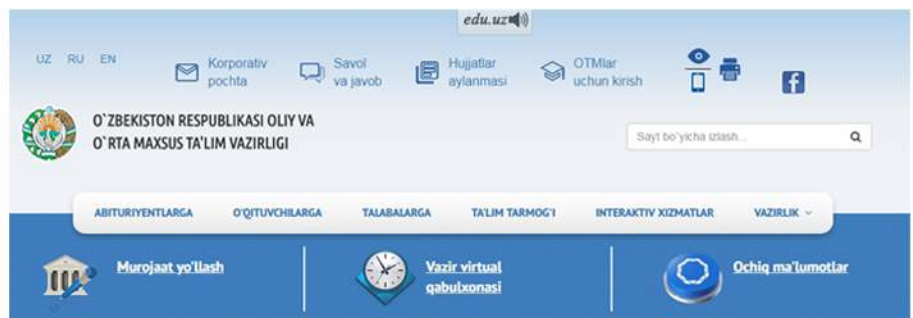 edu.uz
UZ RU EN
Korporativ
pochta
Savol
va javob
Hujjatlar
aylanmasi
OTMlar
uchun kirish
O`ZBEKISTON RESPUBLIKASI OLIY VA
O`RTA MAXSUS TA'LIM VAZIRLIGI
Sayt bo`yicha izlash...
ABITURIYENTLARGA O'QITUVCHILARGA TALABALARGA TA'LIM TARMOG'I INTERAKTIV XIZMATLAR VAZIRLIK
Murojaat yo'llash
Vazir virtual
qabulxonasi
Ochiq ma'lumotlar